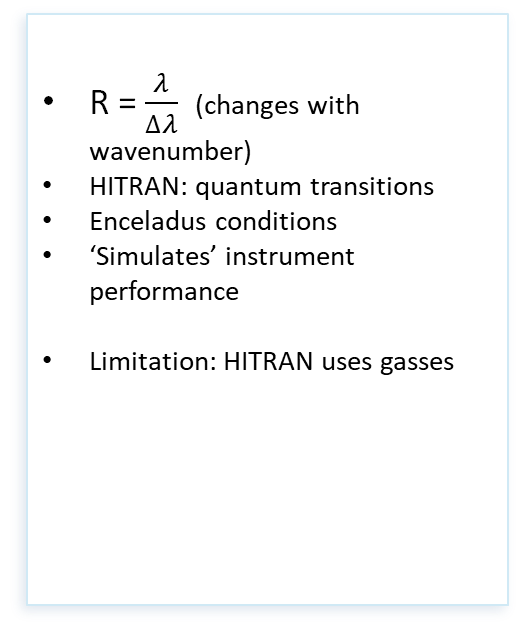 • R = λ/Δλ (changes with
wavenumber)
• HITRAN: quantum transitions
• Enceladus conditions
• ‘Simulates’ instrument
performance
• Limitation: HITRAN uses gasses